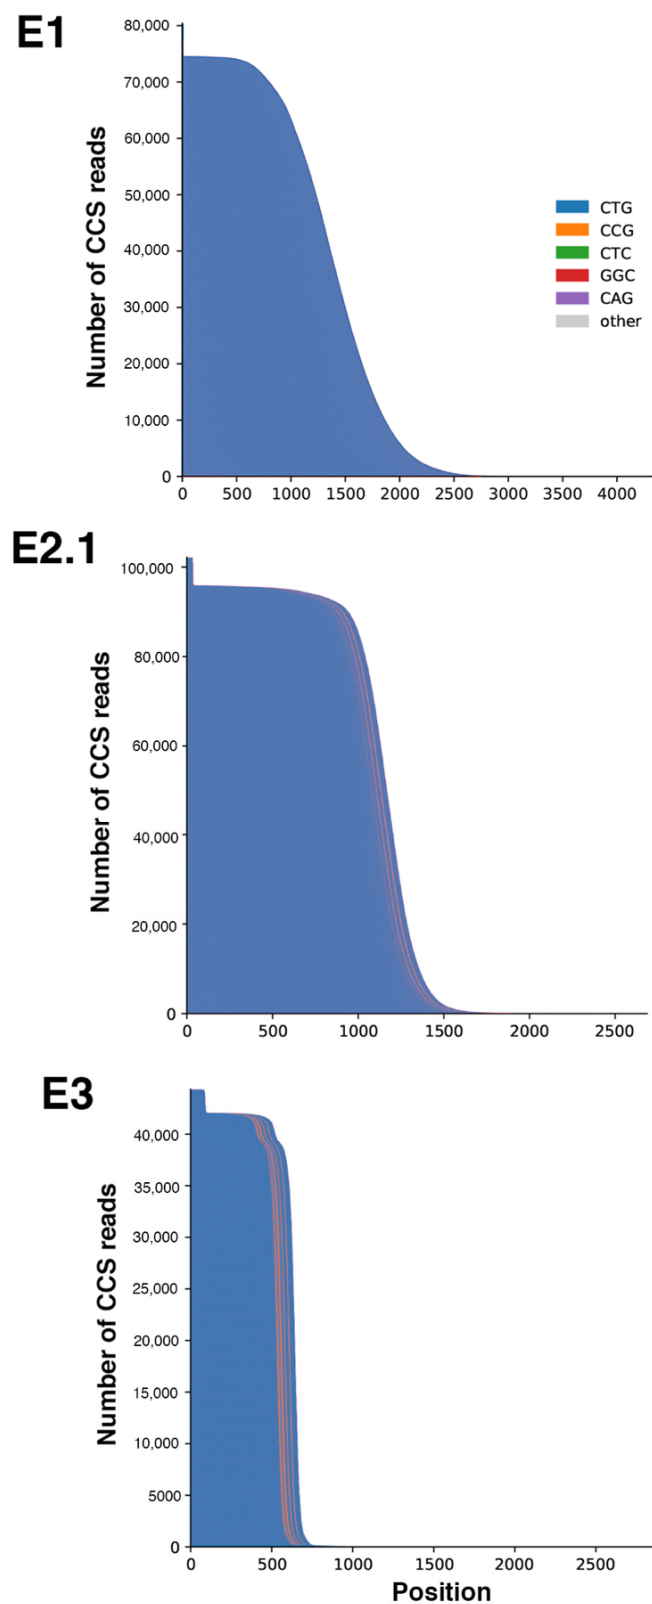 E1
80,000
70,000
60,000
50,000
40,000
30,000
20,000
10,000
0
Number of CCS reads
CTG
CCG
CTC
GGC
CAG
other
0 500 1000 1500 2000 2500 3000 3500 4000
E2.1
100,000
80,000
60,000
40,000
20,000
0
Number of CCS reads
0 500 1000 1500 2000 2500
E3
40,000
35,000
30,000
25,000
20,000
15,000
10,000
5000
0
Number of CCS reads
0 500 1000 1500 2000 2500
Position